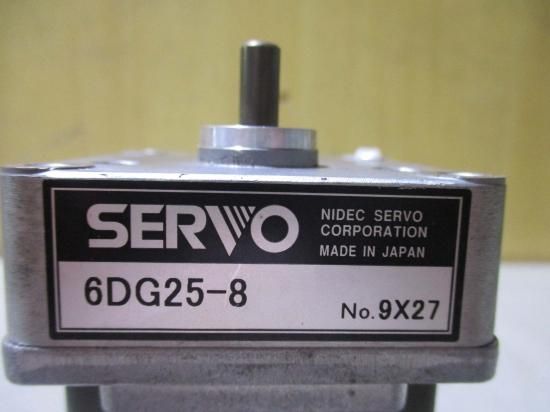 SERVO
NIDEC SERVO
CORPORATION
MADE IN JAPAN
6DG25-8
No. 9X27